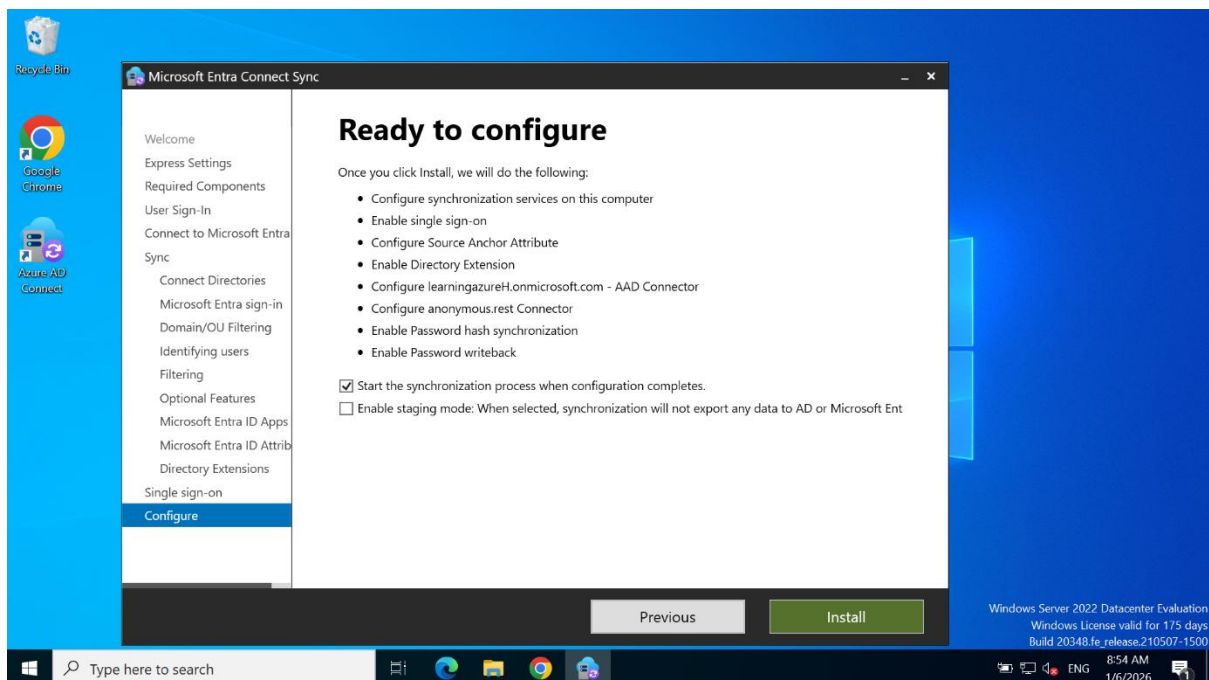 Recycle Bin
Google
Chrome
Azure AD
Connect
Microsoft Entra Connect Sync
Welcome
Express Settings
Required Components
User Sign-In
Connect to Microsoft Entra
Sync
Connect Directories
Microsoft Entra sign-in
Domain/OU Filtering
Identifying users
Filtering
Optional Features
Microsoft Entra ID Apps
Microsoft Entra ID Attrib
Directory Extensions
Single sign-on
Configure
Ready to configure
Once you click Install, we will do the following:
• Configure synchronization services on this computer
• Enable single sign-on
• Configure Source Anchor Attribute
• Enable Directory Extension
• Configure learningazureH.onmicrosoft.com - AAD Connector
• Configure anonymous.rest Connector
• Enable Password hash synchronization
• Enable Password writeback
Start the synchronization process when configuration completes.
Enable staging mode: When selected, synchronization will not export any data to AD or Microsoft Ent
Previous
Install
Windows Server 2022 Datacenter Evaluation
Windows License valid for 175 days
Build 20348.fe_release.210507-1500
Type here to search
ENG
8:54 AM
1/6/2026
1